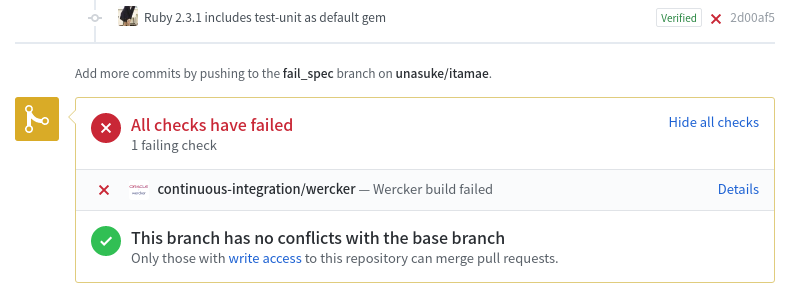 Ruby 2.3.1 includes test-unit as default gem Verified 2d00af5
Add more commits by pushing to the fail_spec branch on unasuke/itamae.
All checks have failed Hide all checks
1 failing check
ORACLE
wercker
continuous-integration/wercker — Wercker build failed Details
This branch has no conflicts with the base branch
Only those with write access to this repository can merge pull requests.